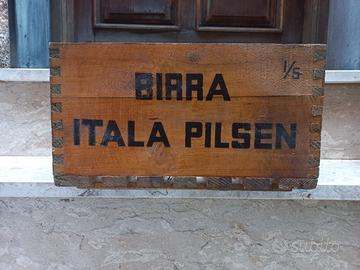 BIRRA 1/5
ITALA PILSEN
subito